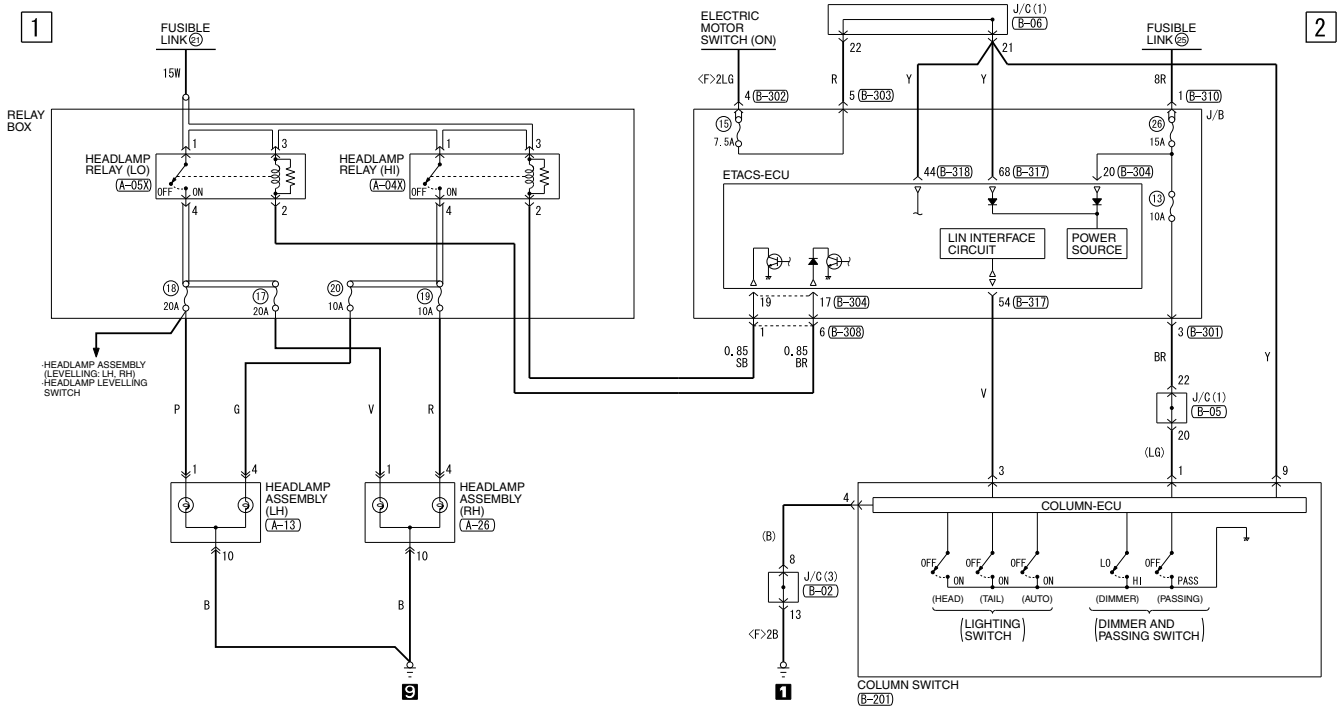 1
FUSIBLE
LINK㉑
15W
RELAY
BOX
1
3
1
3
HEADLAMP
RELAY (LO)
A-05X
HEADLAMP
RELAY (HI)
A-04X
OFF
ON
OFF
ON
4
2
4
2
18
20A
17
20A
20
10A
19
10A
·HEADLAMP ASSEMBLY
(LEVELLING: LH, RH)
·HEADLAMP LEVELLING
SWITCH
P
G
V
R
1
4
1
4
HEADLAMP
ASSEMBLY
(LH)
A-13
HEADLAMP
ASSEMBLY
(RH)
A-26
10
10
B
B
9
2
ELECTRIC
MOTOR
SWITCH (ON)
J/C(1)
B-06
FUSIBLE
LINK㉕
22
21
<F>2LG
R
Y
Y
8R
4 B-302
5 B-303
1 B-310
J/B
15
7.5A
26
15A
44 B-318
68 B-317
20 B-304
ETACS-ECU
13
10A
LIN INTERFACE
CIRCUIT
POWER
SOURCE
19
17 B-304
54 B-317
1
6 B-308
3 B-301
0.85
SB
0.85
BR
BR
Y
V
22
J/C(1)
B-05
20
(LG)
3
1
9
4
COLUMN-ECU
(B)
8
J/C(3)
B-02
13
<F>2B
1
OFF
ON
OFF
ON
OFF
ON
LO
HI
OFF
PASS
(HEAD)
(TAIL)
(AUTO)
(DIMMER)
(PASSING)
(LIGHTING
SWITCH)
(DIMMER AND
PASSING SWITCH)
COLUMN SWITCH
B-201